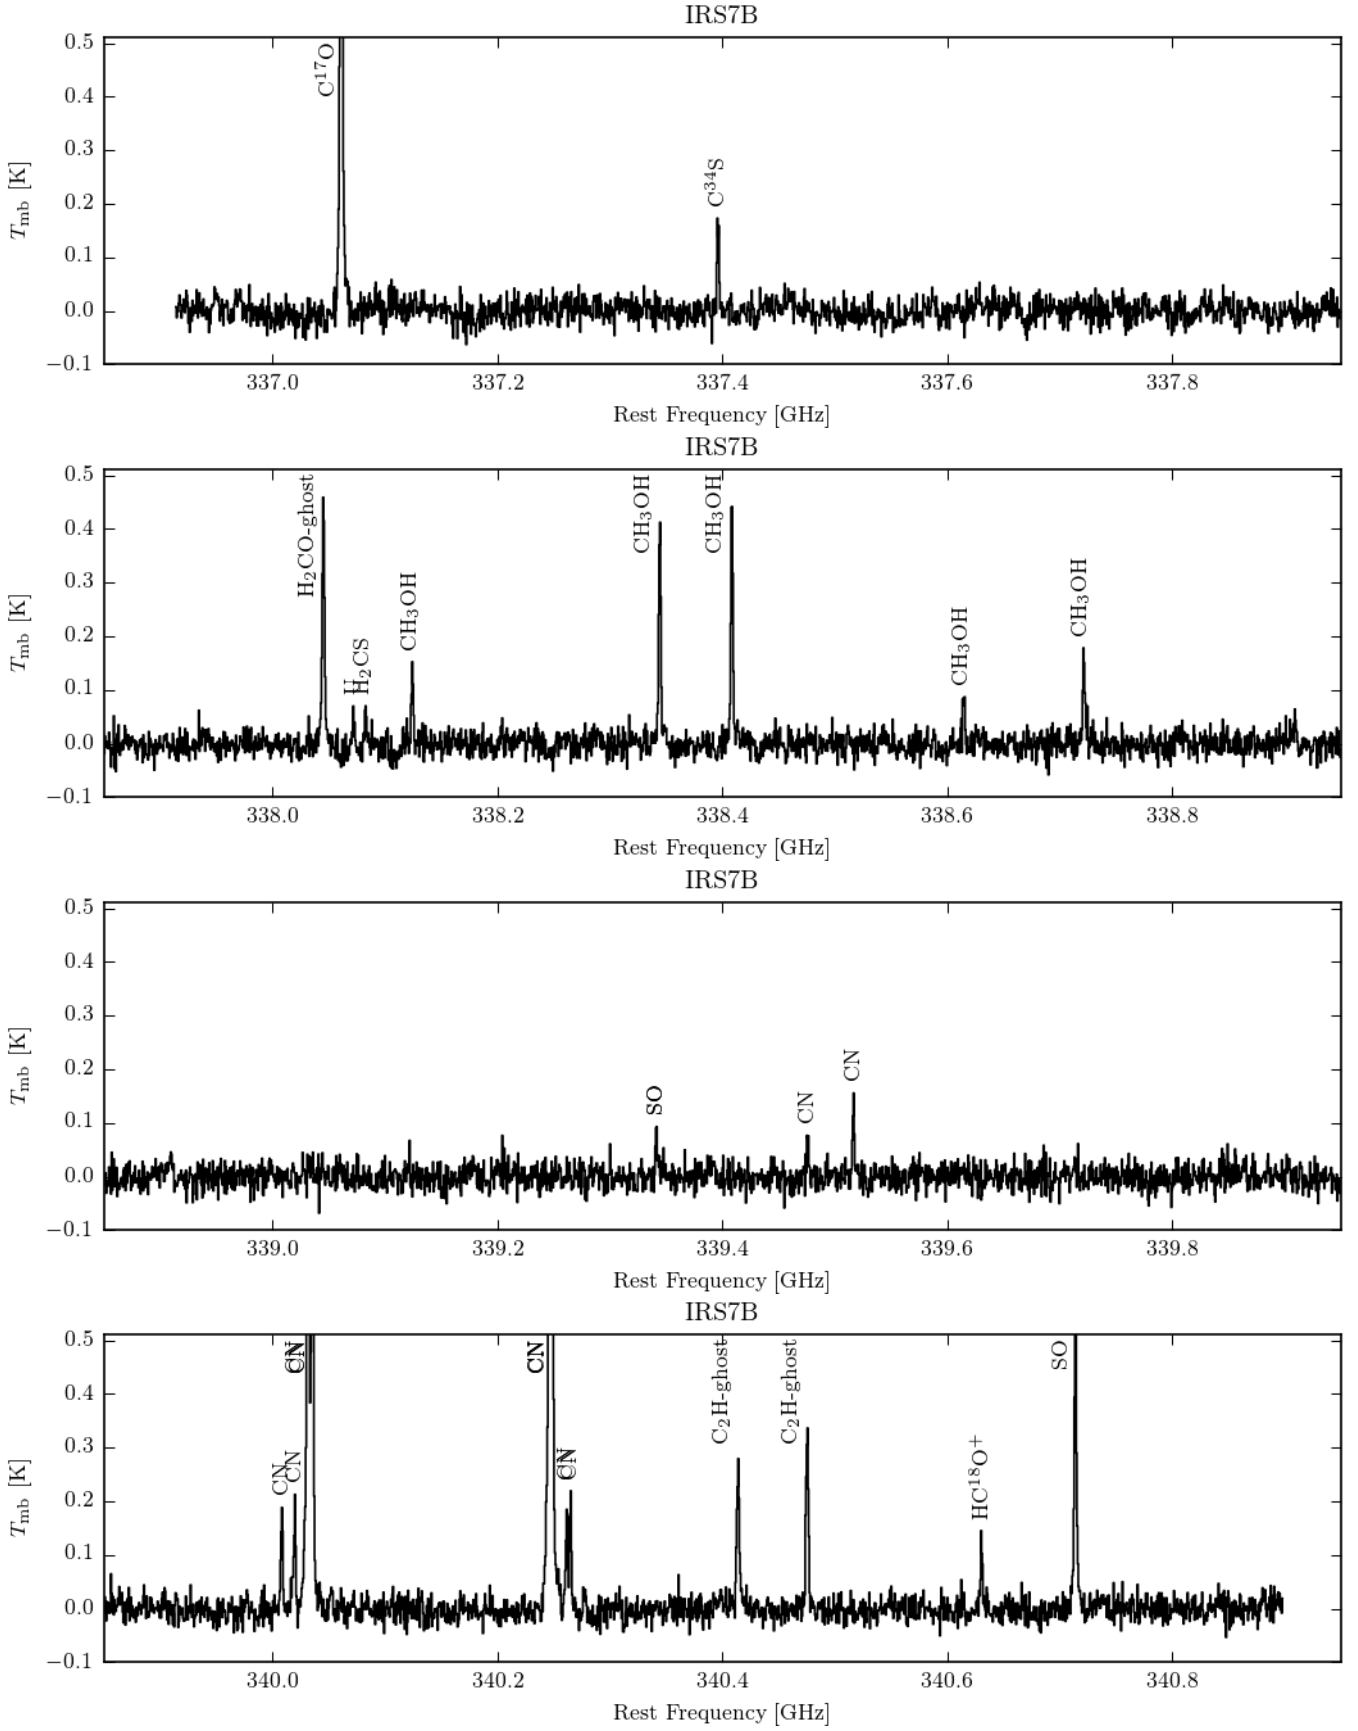 IRS7B
0.5
0.4
0.3
0.2
0.1
0.0
−0.1
T_mb [K]
C¹⁷O
C³⁴S
337.0 337.2 337.4 337.6 337.8
Rest Frequency [GHz]
IRS7B
0.5
0.4
0.3
0.2
0.1
0.0
−0.1
T_mb [K]
H₂CO-ghost
U
H₂CS
CH₃OH
CH₃OH
CH₃OH
CH₃OH
CH₃OH
338.0 338.2 338.4 338.6 338.8
Rest Frequency [GHz]
IRS7B
0.5
0.4
0.3
0.2
0.1
0.0
−0.1
T_mb [K]
SO
CN
CN
339.0 339.2 339.4 339.6 339.8
Rest Frequency [GHz]
IRS7B
0.5
0.4
0.3
0.2
0.1
0.0
−0.1
T_mb [K]
CN
CN
CN
CN
CN
CN
CN
C₂H-ghost
C₂H-ghost
HC¹⁸O⁺
SO
340.0 340.2 340.4 340.6 340.8
Rest Frequency [GHz]